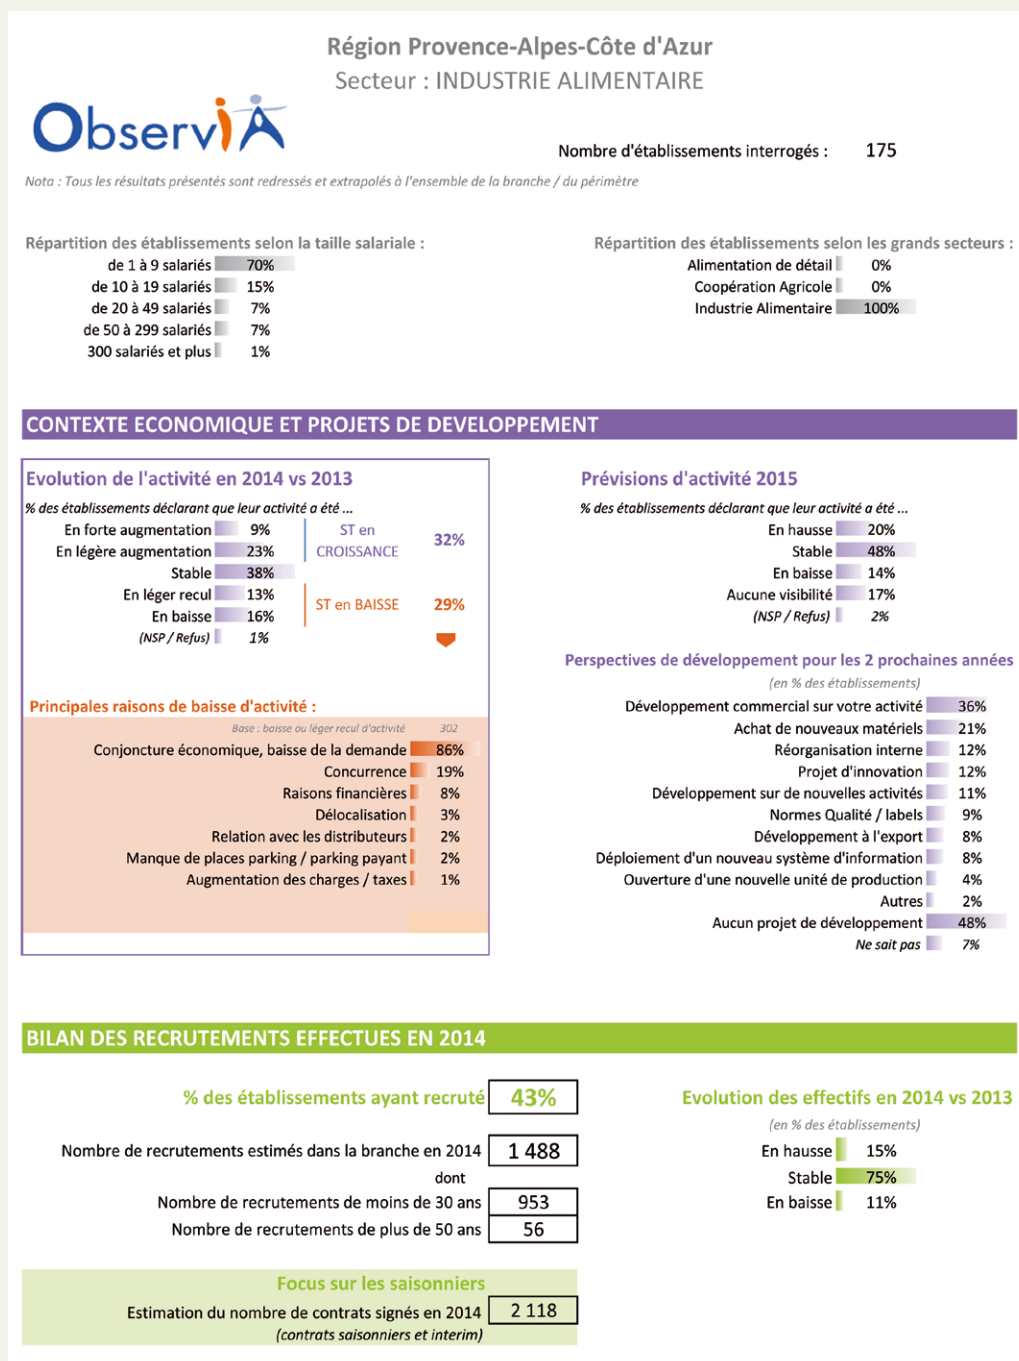 Région Provence-Alpes-Côte d'Azur
Secteur : INDUSTRIE ALIMENTAIRE
ObservIA
Nombre d'établissements interrogés : 175
Nota : Tous les résultats présentés sont redressés et extrapolés à l'ensemble de la branche / du périmètre
Répartition des établissements selon la taille salariale :
de 1 à 9 salariés 70%
de 10 à 19 salariés 15%
de 20 à 49 salariés 7%
de 50 à 299 salariés 7%
300 salariés et plus 1%
Répartition des établissements selon les grands secteurs :
Alimentation de détail 0%
Coopération Agricole 0%
Industrie Alimentaire 100%
CONTEXTE ECONOMIQUE ET PROJETS DE DEVELOPPEMENT
Evolution de l'activité en 2014 vs 2013
% des établissements déclarant que leur activité a été ...
En forte augmentation 9%
En légère augmentation 23%
Stable 38%
En léger recul 13%
En baisse 16%
(NSP / Refus) 1%
ST en
CROISSANCE 32%
ST en BAISSE 29%
Principales raisons de baisse d'activité :
Base : baisse ou léger recul d'activité 302
Conjoncture économique, baisse de la demande 86%
Concurrence 19%
Raisons financières 8%
Délocalisation 3%
Relation avec les distributeurs 2%
Manque de places parking / parking payant 2%
Augmentation des charges / taxes 1%
Prévisions d'activité 2015
% des établissements déclarant que leur activité a été ...
En hausse 20%
Stable 48%
En baisse 14%
Aucune visibilité 17%
(NSP / Refus) 2%
Perspectives de développement pour les 2 prochaines années
(en % des établissements)
Développement commercial sur votre activité 36%
Achat de nouveaux matériels 21%
Réorganisation interne 12%
Projet d'innovation 12%
Développement sur de nouvelles activités 11%
Normes Qualité / labels 9%
Développement à l'export 8%
Déploiement d'un nouveau système d'information 8%
Ouverture d'une nouvelle unité de production 4%
Autres 2%
Aucun projet de développement 48%
Ne sait pas 7%
BILAN DES RECRUTEMENTS EFFECTUES EN 2014
% des établissements ayant recruté 43%
Nombre de recrutements estimés dans la branche en 2014 1 488
dont
Nombre de recrutements de moins de 30 ans 953
Nombre de recrutements de plus de 50 ans 56
Focus sur les saisonniers
Estimation du nombre de contrats signés en 2014 2 118
(contrats saisonniers et interim)
Evolution des effectifs en 2014 vs 2013
(en % des établissements)
En hausse 15%
Stable 75%
En baisse 11%